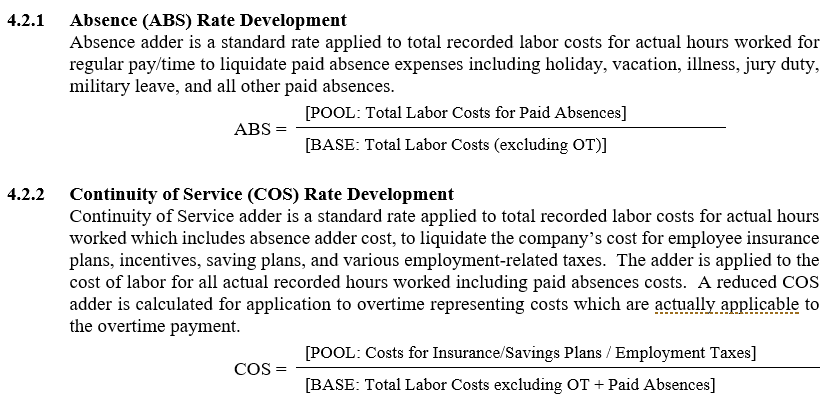 4.2.1 Absence (ABS) Rate Development
Absence adder is a standard rate applied to total recorded labor costs for actual hours worked for
regular pay/time to liquidate paid absence expenses including holiday, vacation, illness, jury duty,
military leave, and all other paid absences.
[POOL: Total Labor Costs for Paid Absences]
ABS =
[BASE: Total Labor Costs (excluding OT)]
4.2.2 Continuity of Service (COS) Rate Development
Continuity of Service adder is a standard rate applied to total recorded labor costs for actual hours
worked which includes absence adder cost, to liquidate the company’s cost for employee insurance
plans, incentives, saving plans, and various employment-related taxes. The adder is applied to the
cost of labor for all actual recorded hours worked including paid absences costs. A reduced COS
adder is calculated for application to overtime representing costs which are actually applicable to
the overtime payment.
[POOL: Costs for Insurance/Savings Plans / Employment Taxes]
COS =
[BASE: Total Labor Costs excluding OT + Paid Absences]